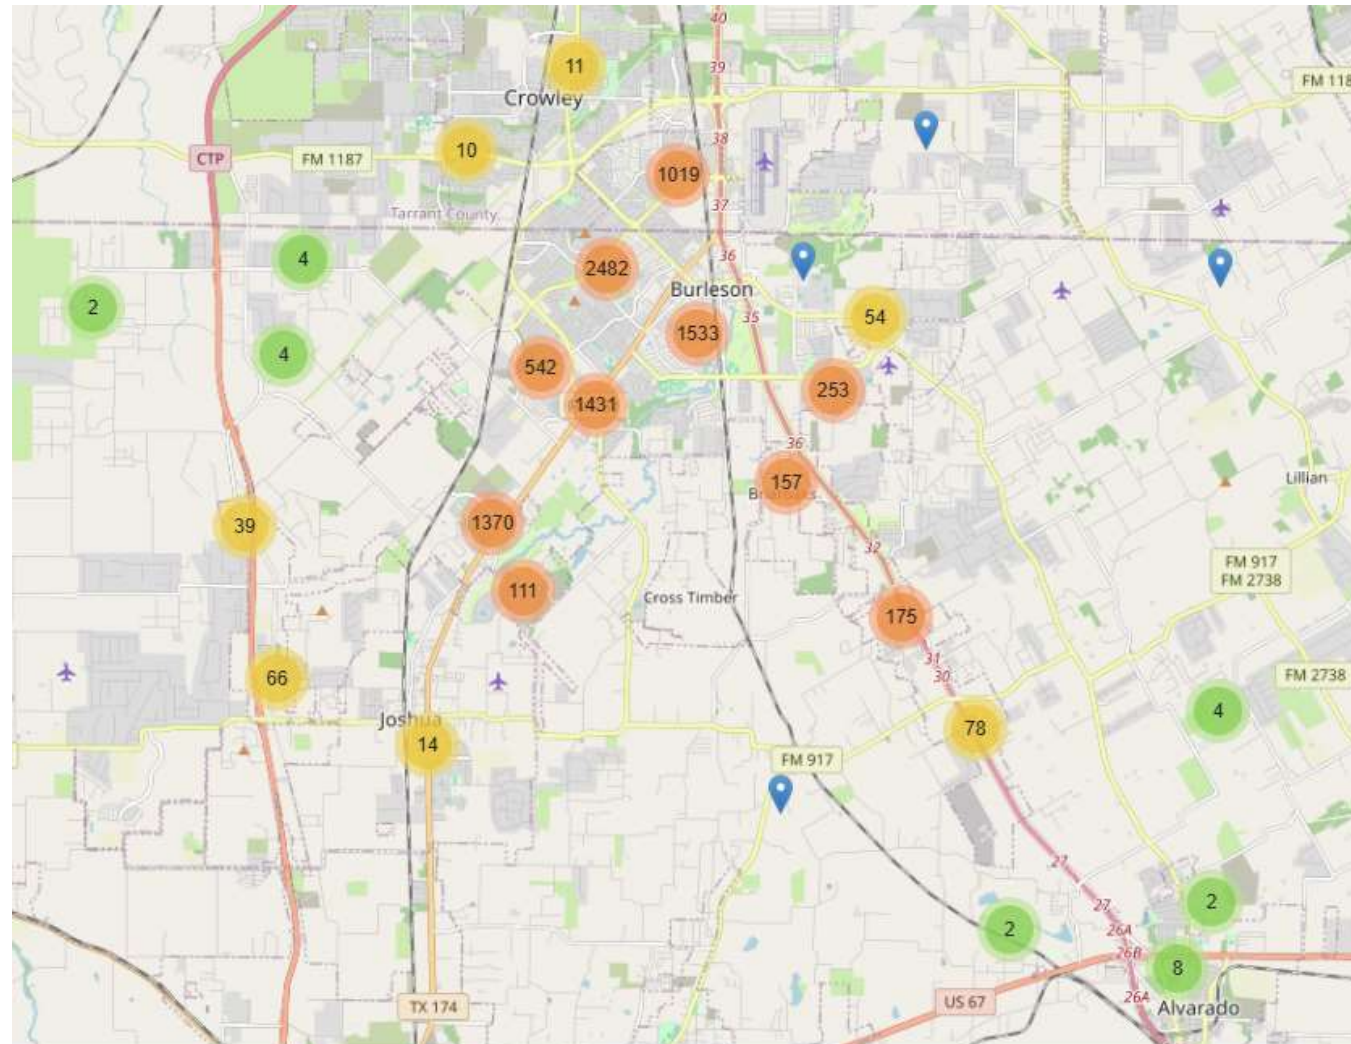 40
11
39
FM 118
Crowley
38
10
CTP
FM 1187
1019
37
Tarrant County
36
4
2482
Burleson
2
54
35
1533
4
542
253
1431
36
157
Lillian
1370
39
32
FM 917
FM 2738
111
Cross Timber
175
31
30
66
FM 2738
4
Joshua
78
14
FM 917
27
2
27
2
26A
26B
8
26A
US 67
TX 174
Alvarado